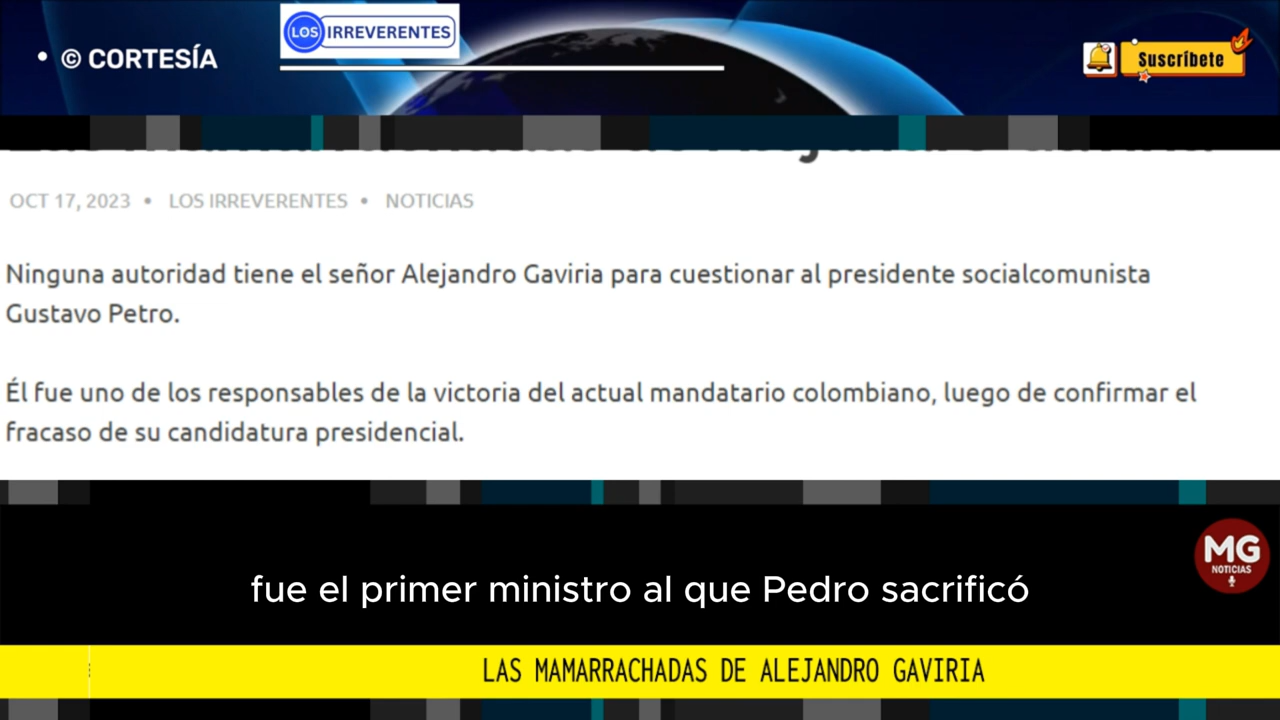 • © CORTESÍA
LOS IRREVERENTES
Suscríbete
OCT 17, 2023 • LOS IRREVERENTES • NOTICIAS
Ninguna autoridad tiene el señor Alejandro Gaviria para cuestionar al presidente socialcomunista
Gustavo Petro.
Él fue uno de los responsables de la victoria del actual mandatario colombiano, luego de confirmar el
fracaso de su candidatura presidencial.
MG
NOTICIAS
fue el primer ministro al que Pedro sacrificó
LAS MAMARRACHADAS DE ALEJANDRO GAVIRIA